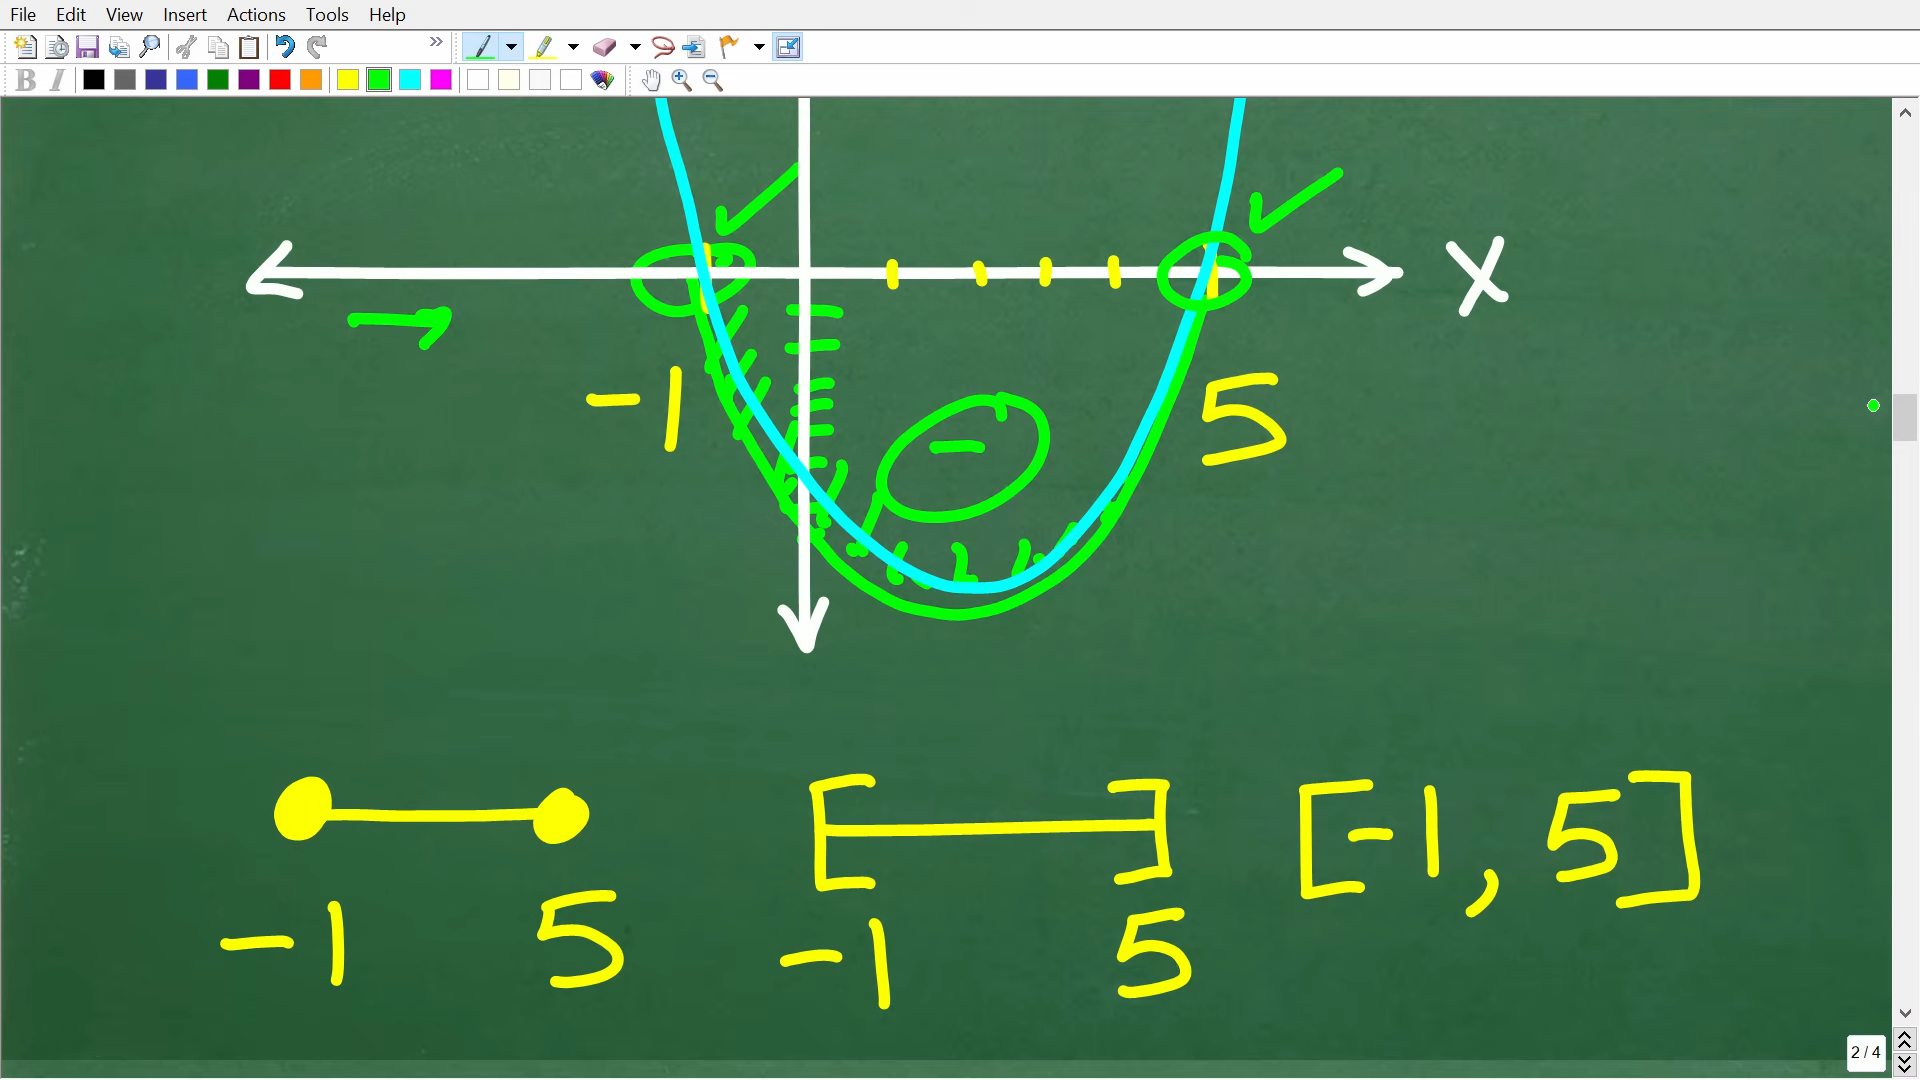 File Edit View Insert Actions Tools Help
B I
X
-1 5
−
[-1, 5]
-1 5 -1 5
2 / 4